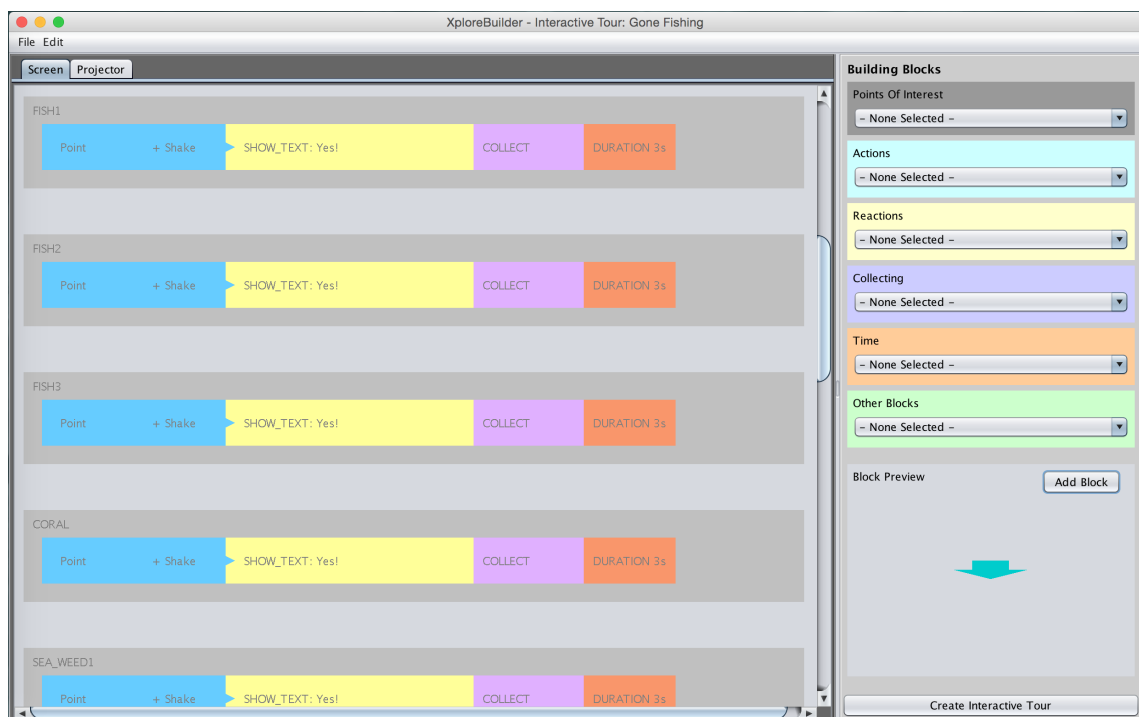 XploreBuilder - Interactive Tour: Gone Fishing
File Edit
Screen Projector
FISH1
Point + Shake SHOW_TEXT: Yes! COLLECT DURATION 3s
FISH2
Point + Shake SHOW_TEXT: Yes! COLLECT DURATION 3s
FISH3
Point + Shake SHOW_TEXT: Yes! COLLECT DURATION 3s
CORAL
Point + Shake SHOW_TEXT: Yes! COLLECT DURATION 3s
SEA_WEED1
Point + Shake SHOW_TEXT: Yes! COLLECT DURATION 3s
Building Blocks
Points Of Interest
- None Selected -
Actions
- None Selected -
Reactions
- None Selected -
Collecting
- None Selected -
Time
- None Selected -
Other Blocks
- None Selected -
Block Preview Add Block
Create Interactive Tour